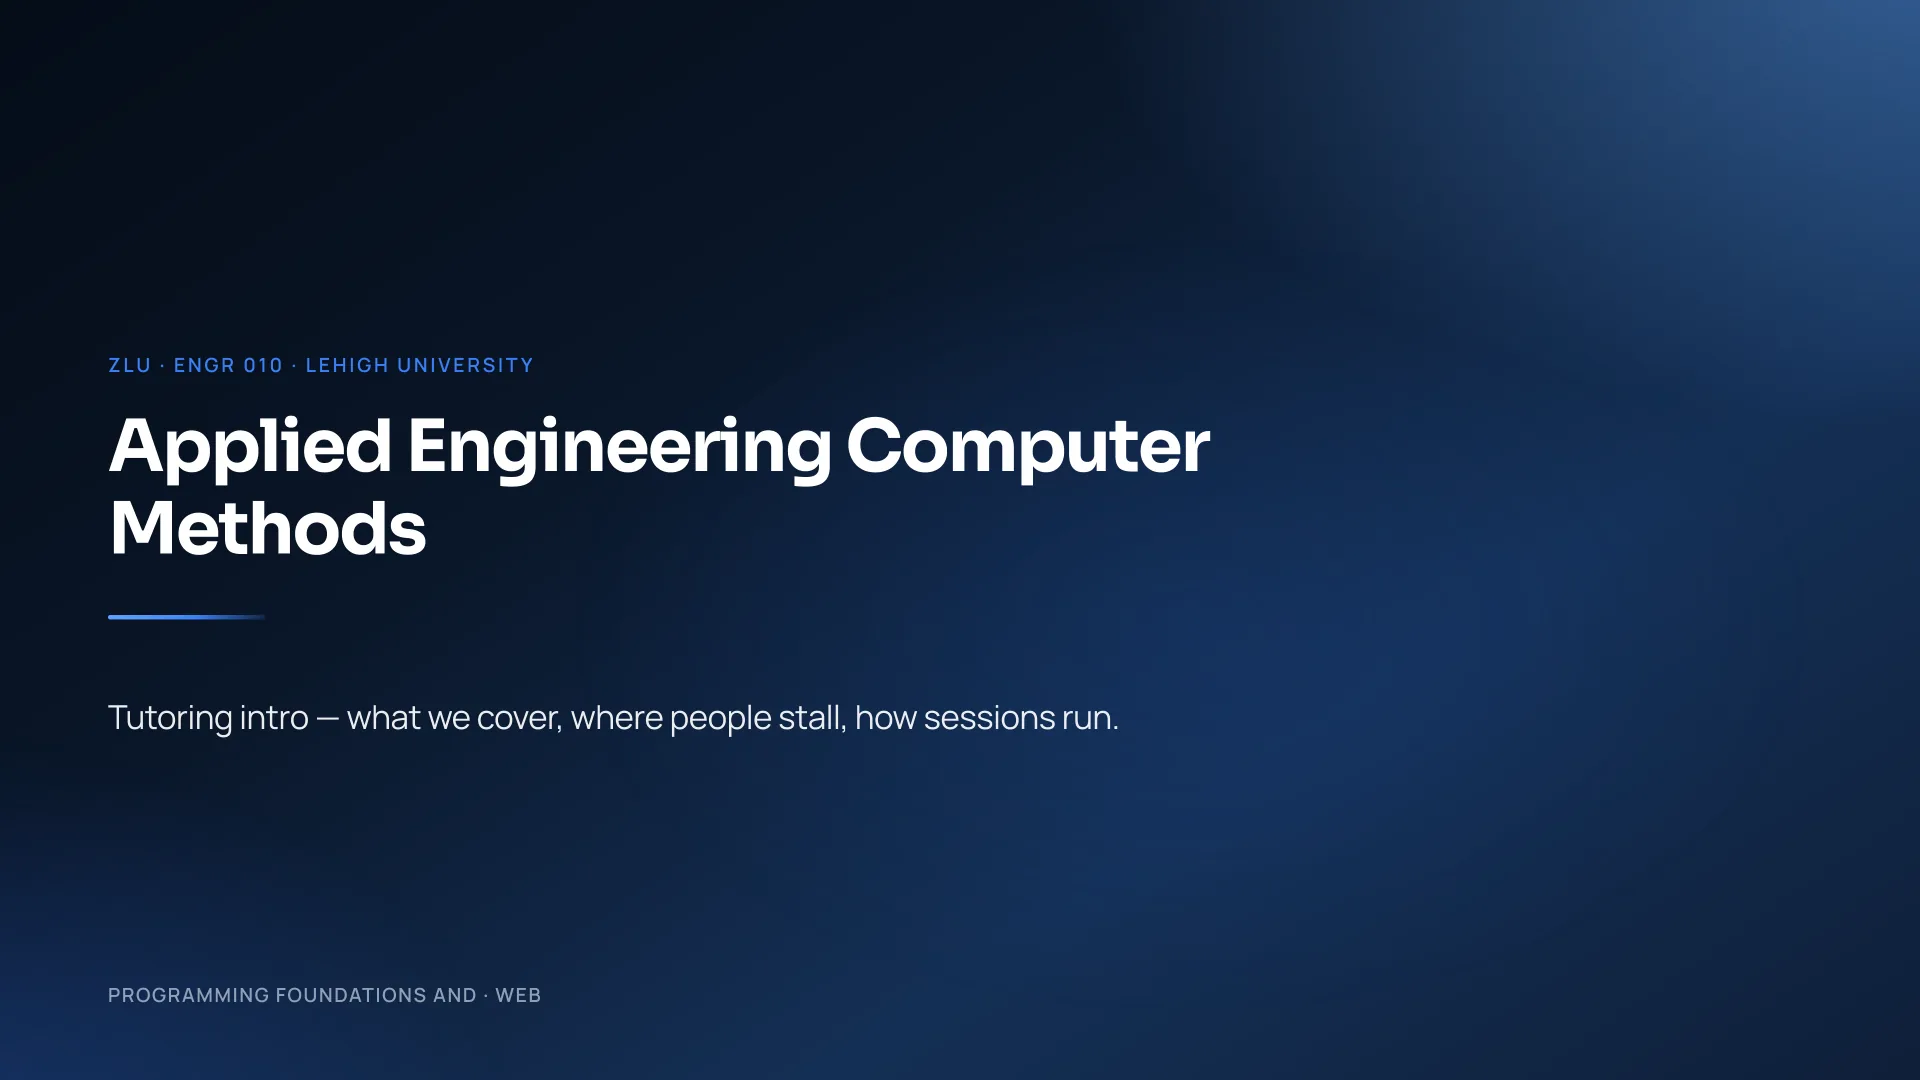 ZLU · ENGR 010 · LEHIGH UNIVERSITY
Applied Engineering Computer
Methods
Tutoring intro — what we cover, where people stall, how sessions run.
PROGRAMMING FOUNDATIONS AND · WEB